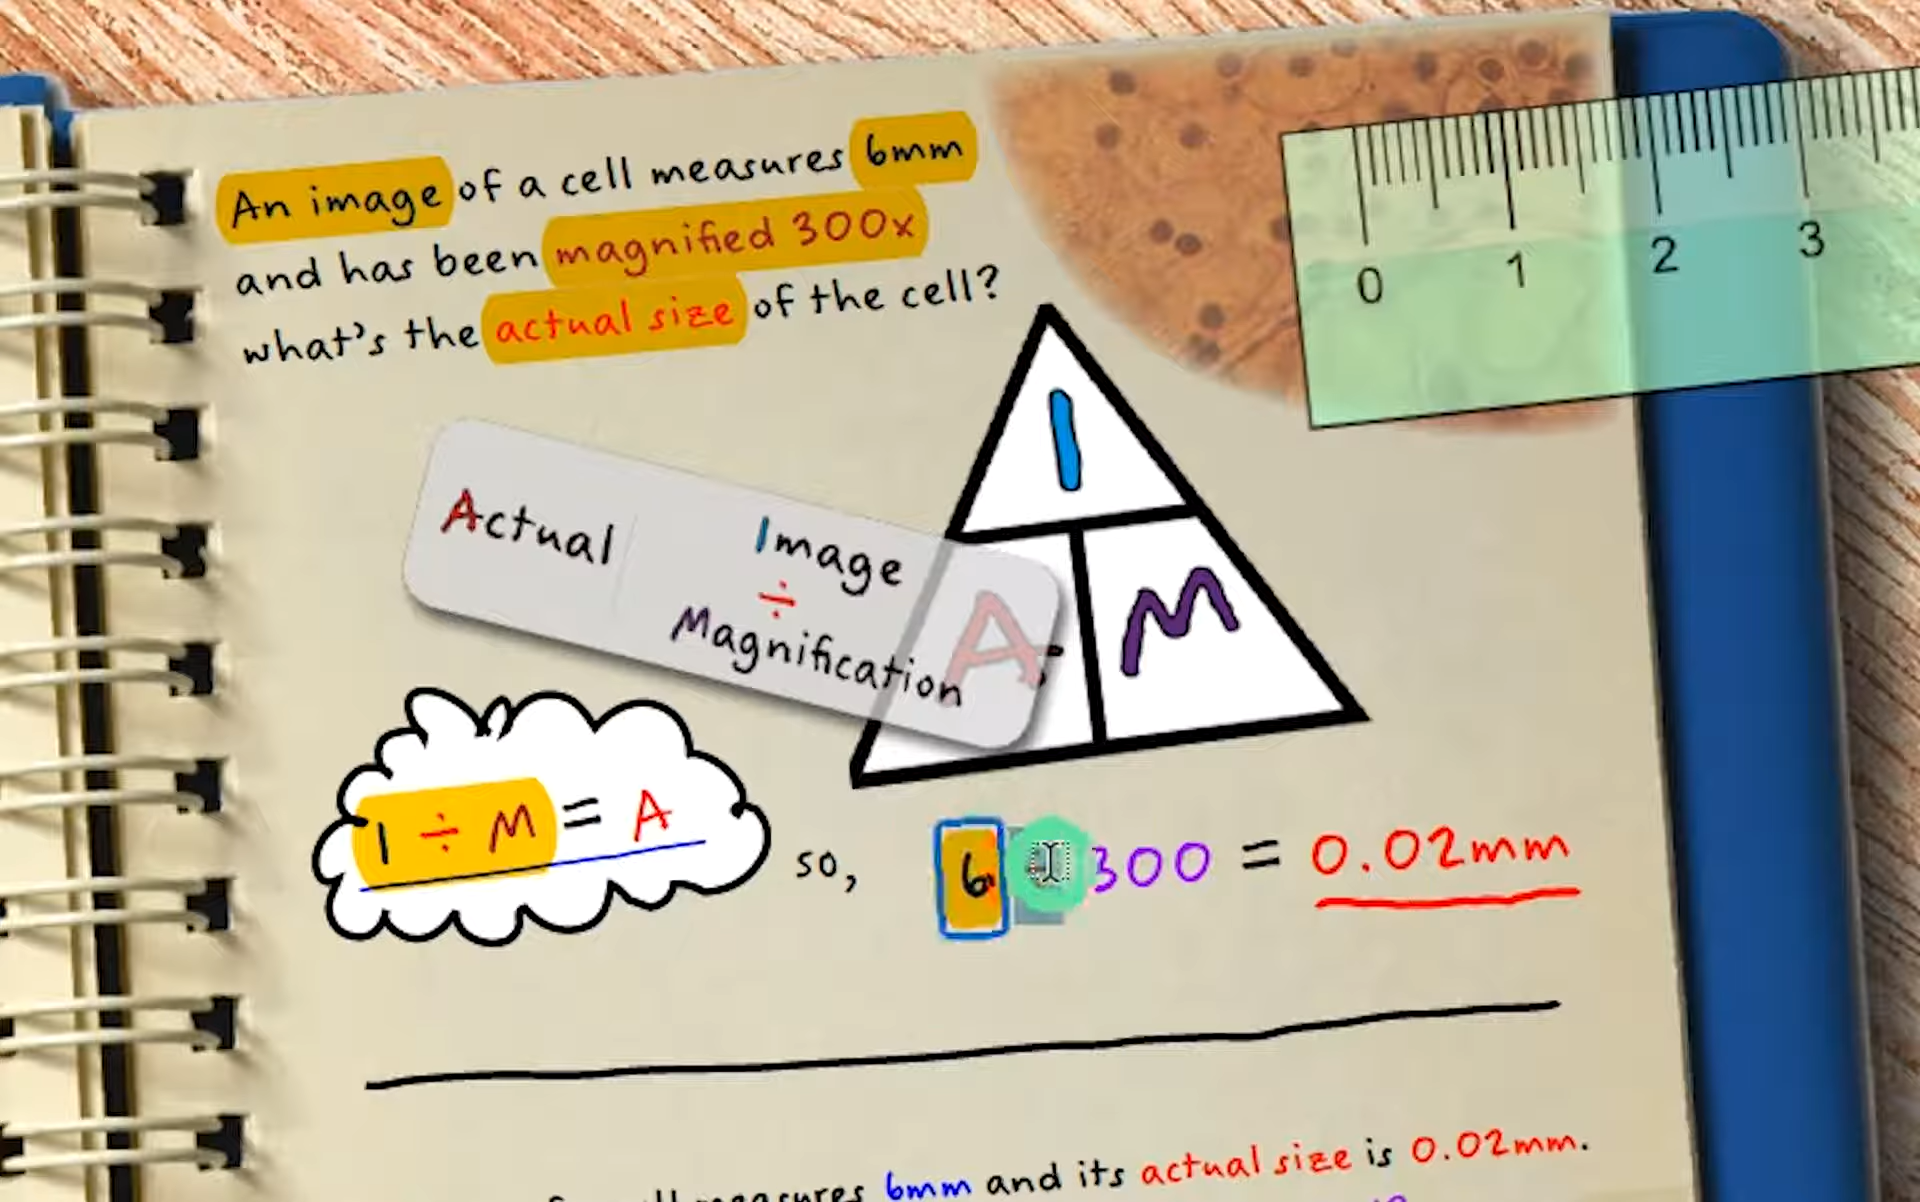 An image of a cell measures 6mm
and has been magnified 300x
what's the actual size of the cell?
0 1 2 3
I
A M
Actual
Image
÷
Magnification
I ÷ M = A
so, 6 300 = 0.02mm
measures 6mm and its actual size is 0.02mm.